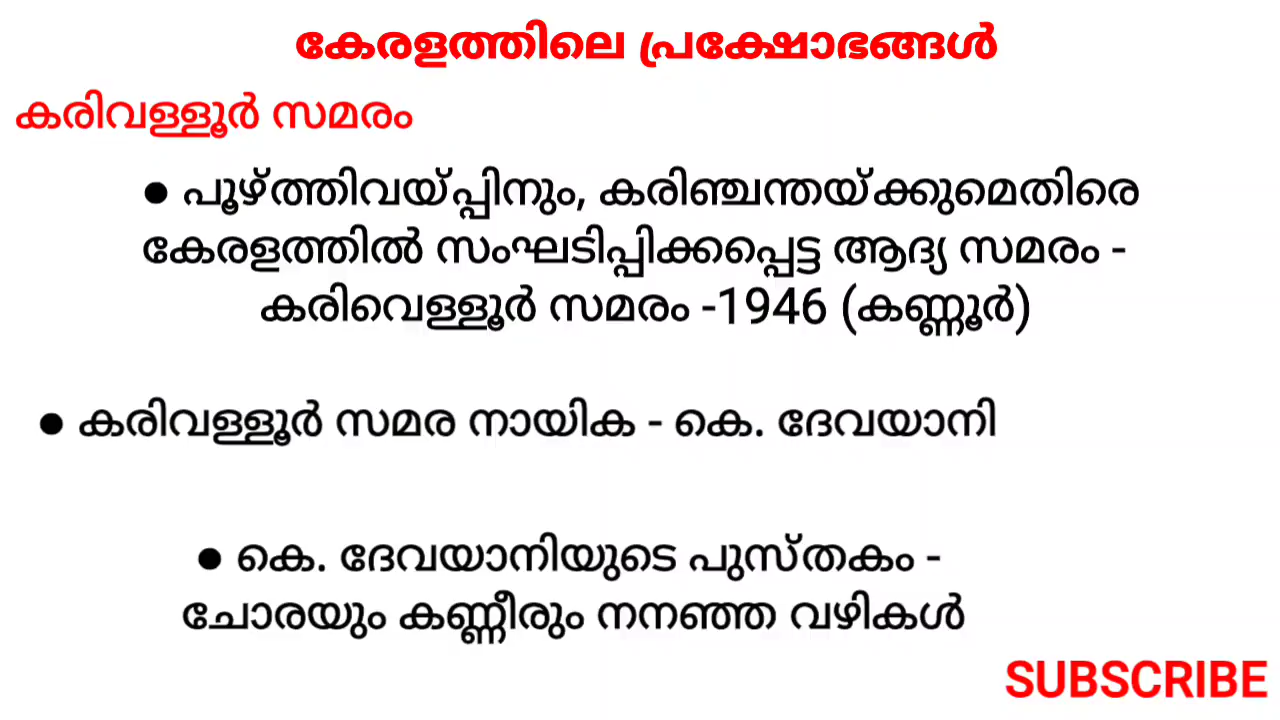 കേരളത്തിലെ പ്രക്ഷോഭങ്ങൾ
കരിവള്ളൂർ സമരം
● പൂഴ്ത്തിവയ്പ്പിനും, കരിഞ്ചന്തയ്ക്കുമെതിരെ
കേരളത്തിൽ സംഘടിപ്പിക്കപ്പെട്ട ആദ്യ സമരം -
കരിവെള്ളൂർ സമരം -1946 (കണ്ണൂർ)
● കരിവള്ളൂർ സമര നായിക - കെ. ദേവയാനി
● കെ. ദേവയാനിയുടെ പുസ്തകം -
ചോരയും കണ്ണീരും നനഞ്ഞ വഴികൾ
SUBSCRIBE